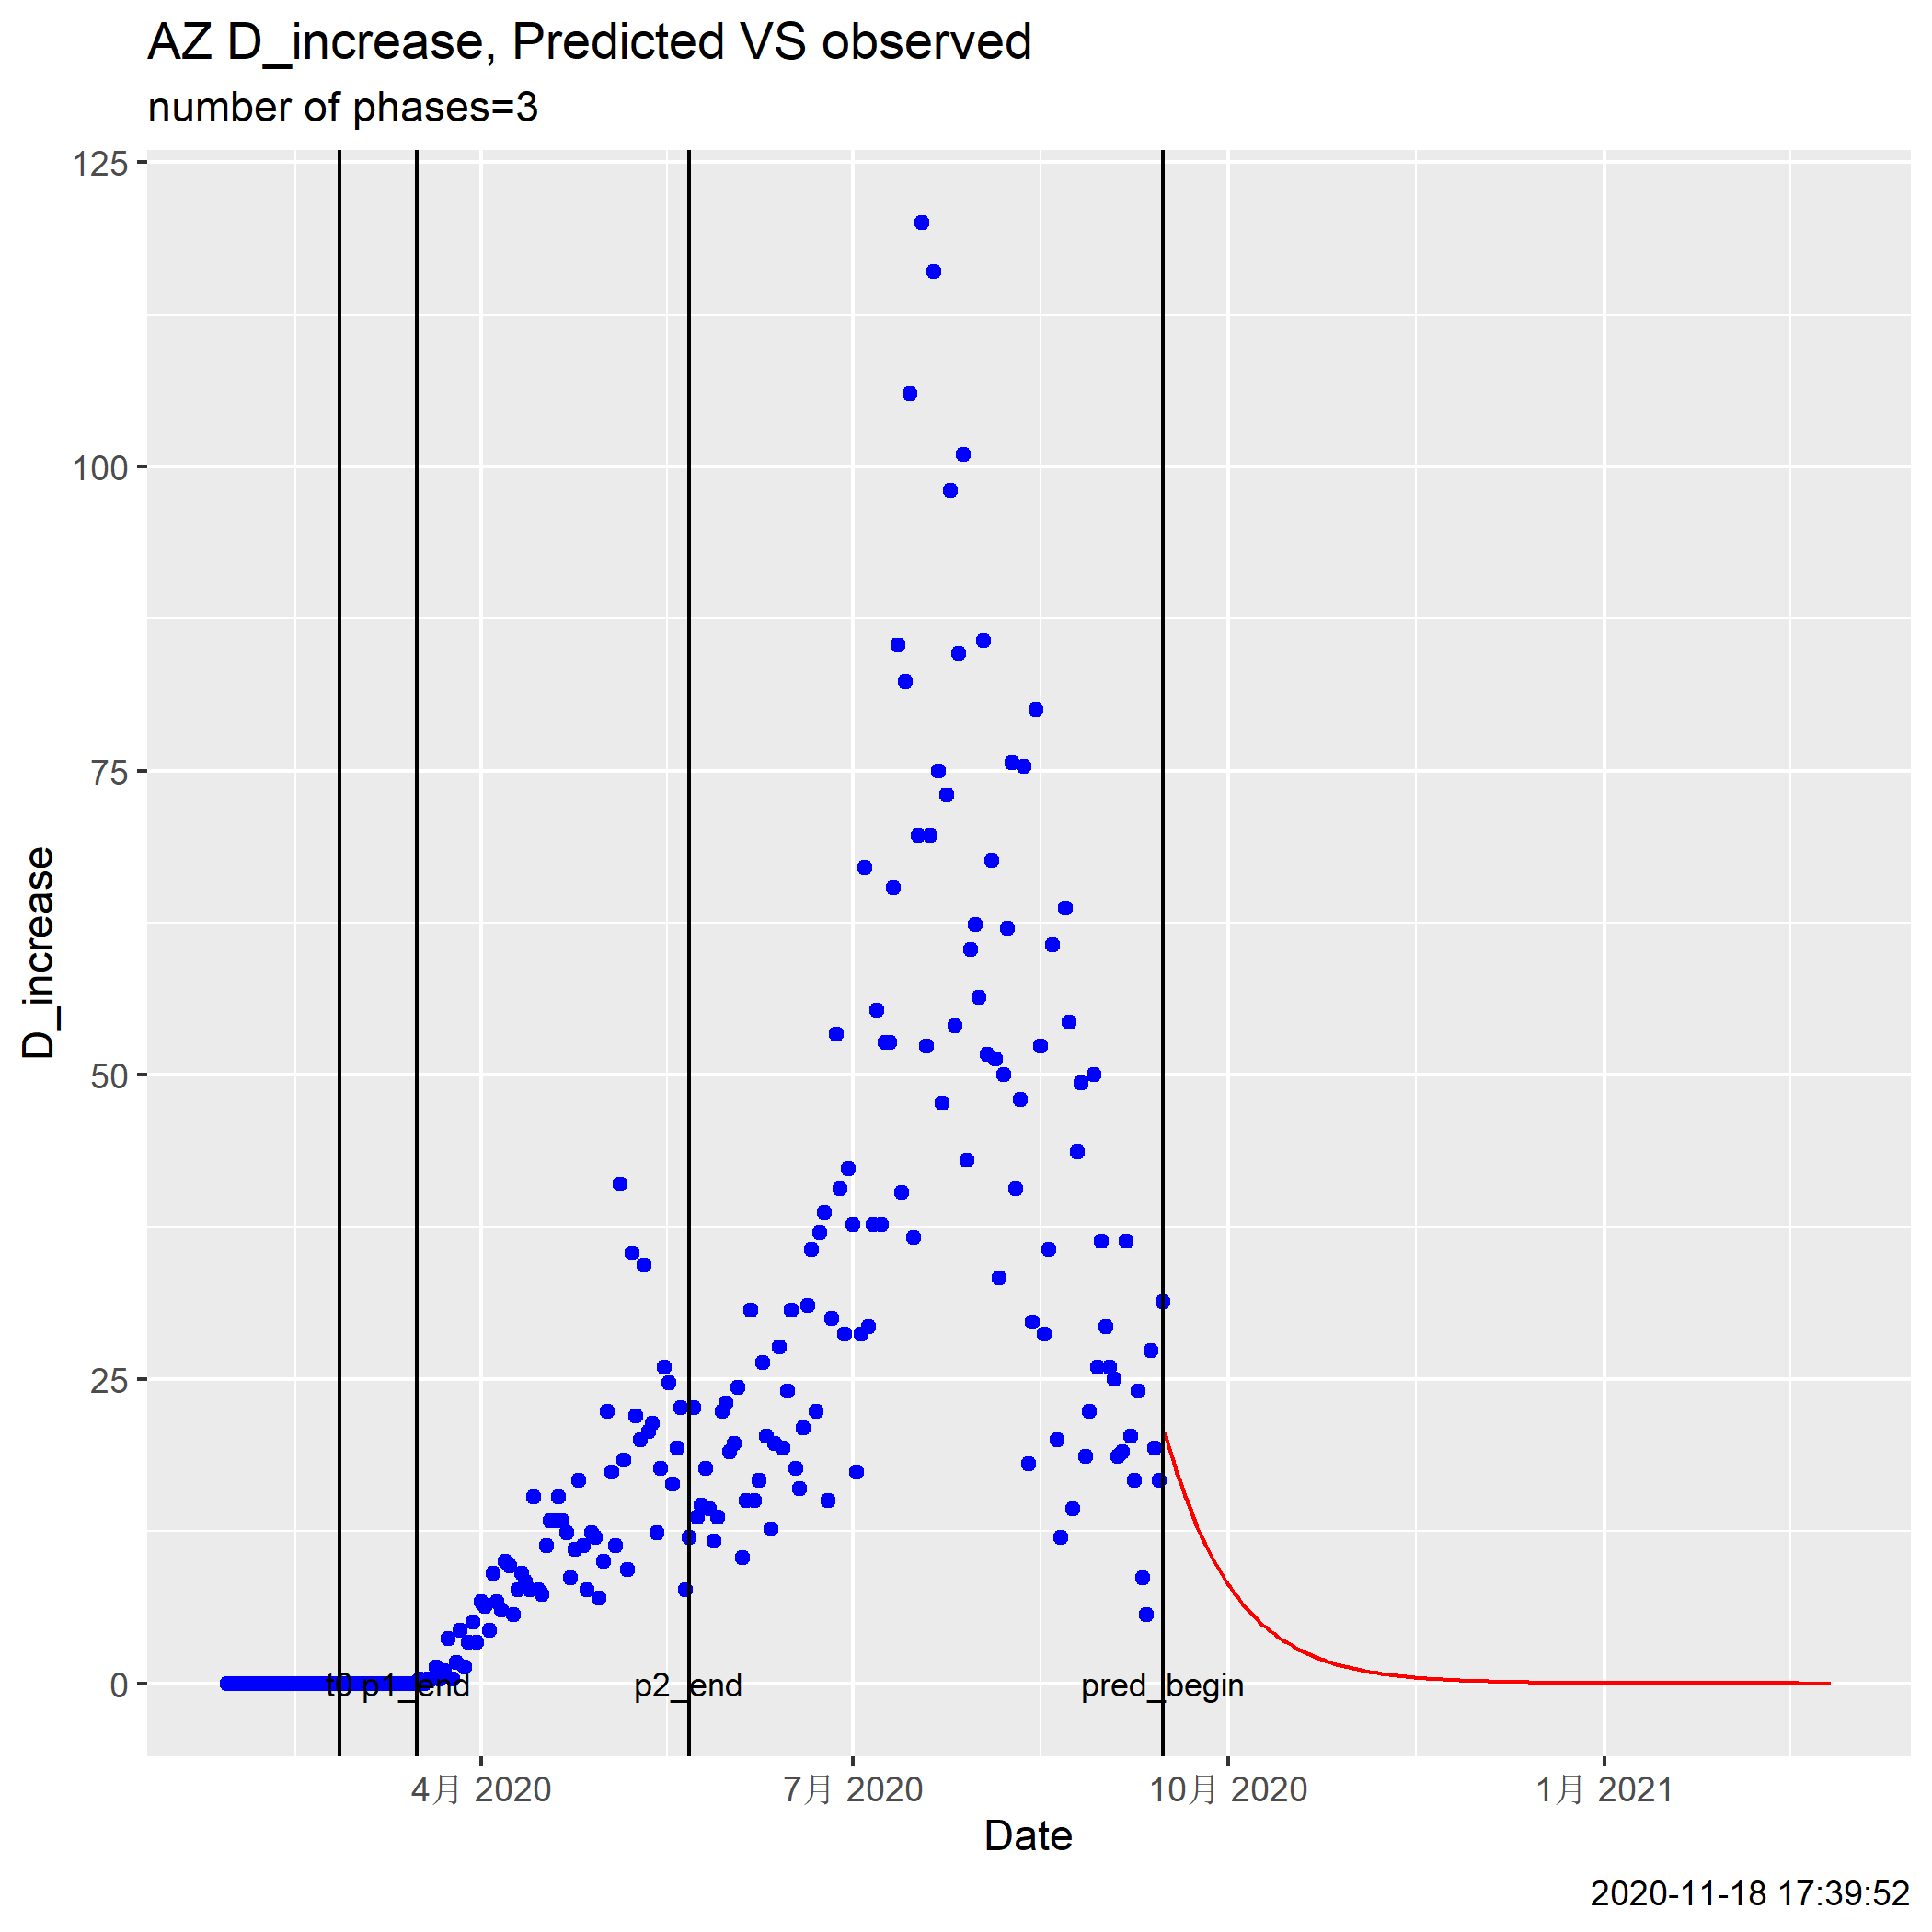 AZ D_increase, Predicted VS observed
number of phases=3
125
100
75
50
25
0
D_increase
t0 p1_end p2_end pred_begin
4月 2020 7月 2020 10月 2020 1月 2021
Date
2020-11-18 17:39:52